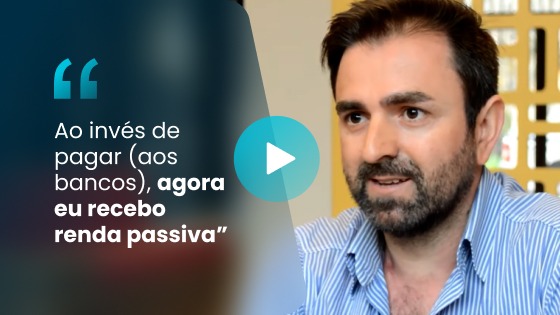 “
Ao invés de
pagar (aos
bancos), agora
eu recebo
renda passiva”